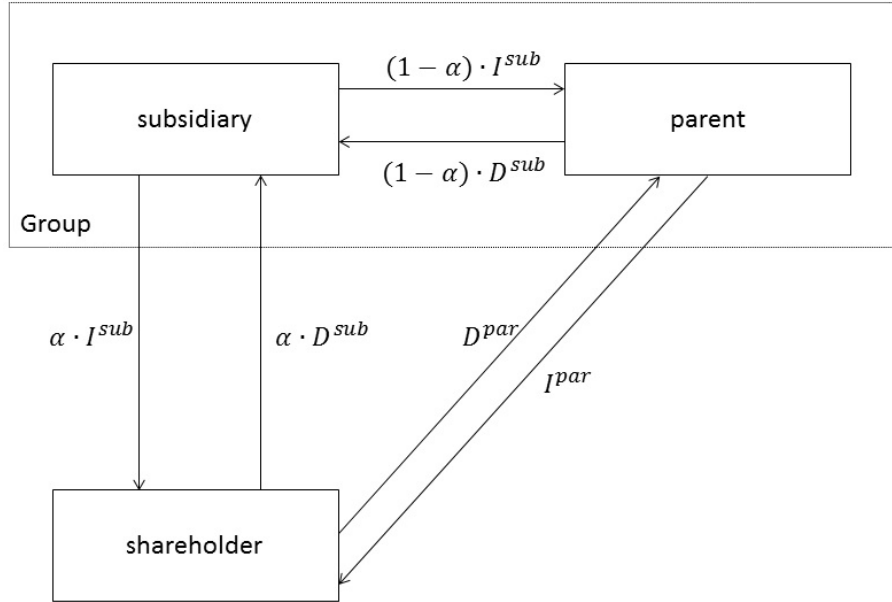 (1 − α) · I^{sub}
subsidiary
parent
(1 − α) · D^{sub}
Group
α · I^{sub}
α · D^{sub}
D^{par}
I^{par}
shareholder